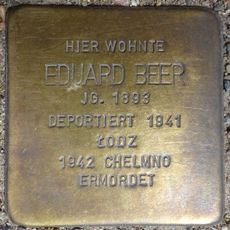 HIER WOHNTE
EDUARD BEER
JG. 1893
DEPORTIERT 1941
ŁODZ
1942 CHELMNO
ERMORDET